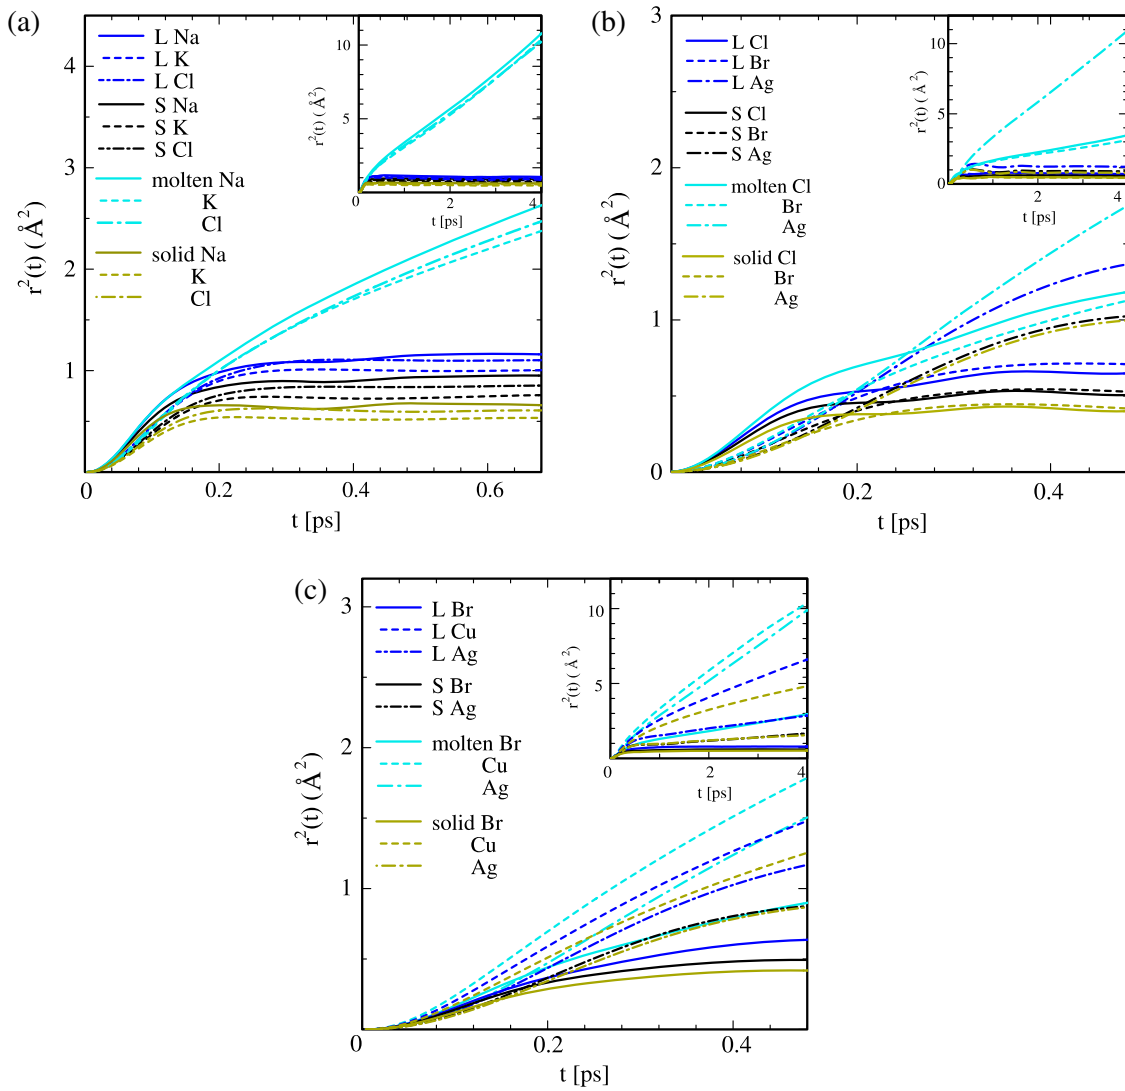 (a)
L Na
L K
L Cl
S Na
S K
S Cl
molten Na
K
Cl
solid Na
K
Cl
r²(t) ( Å²)
4
3
2
1
0
0.2
0.4
0.6
t [ps]
r²(t) ( Å²)
10
5
0
2
4
t [ps]
(b)
L Cl
L Br
L Ag
S Cl
S Br
S Ag
molten Cl
Br
Ag
solid Cl
Br
Ag
r²(t) ( Å²)
3
2
1
0
0
0.2
0.4
t [ps]
r²(t) ( Å²)
10
5
0
0
2
4
t [ps]
(c)
L Br
L Cu
L Ag
S Br
S Ag
molten Br
Cu
Ag
solid Br
Cu
Ag
r²(t) ( Å²)
3
2
1
0
0.2
0.4
t [ps]
r²(t) ( Å²)
10
5
0
2
4
t [ps]